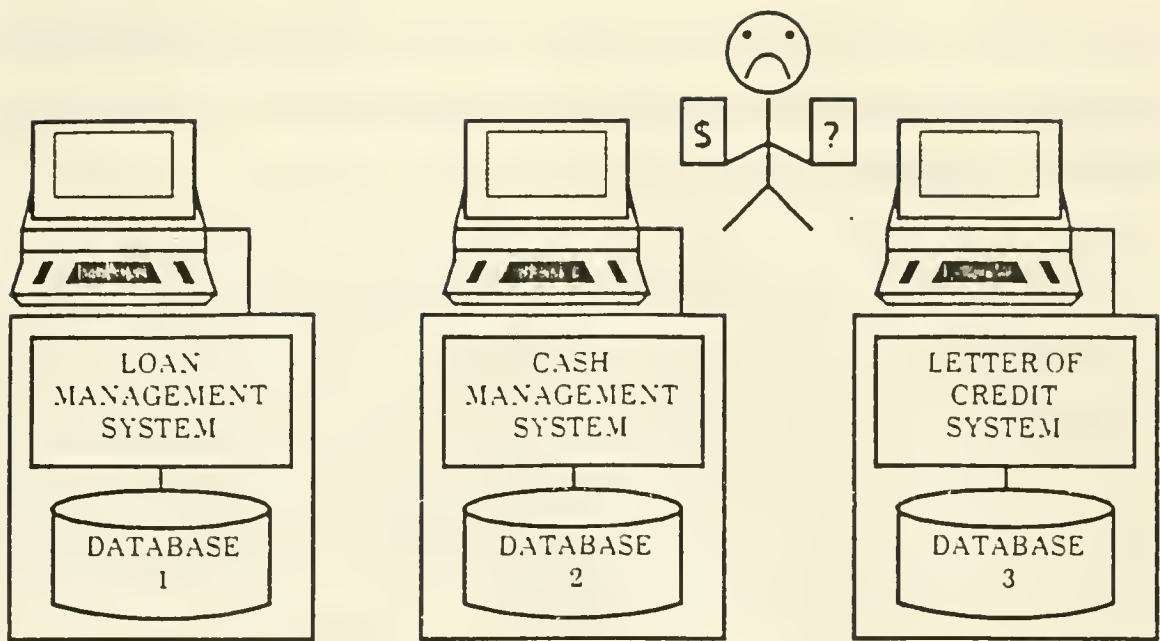 $ ?
LOAN
MANAGEMENT
SYSTEM
DATABASE
1
CASH
MANAGEMENT
SYSTEM
DATABASE
2
LETTER OF
CREDIT
SYSTEM
DATABASE
3